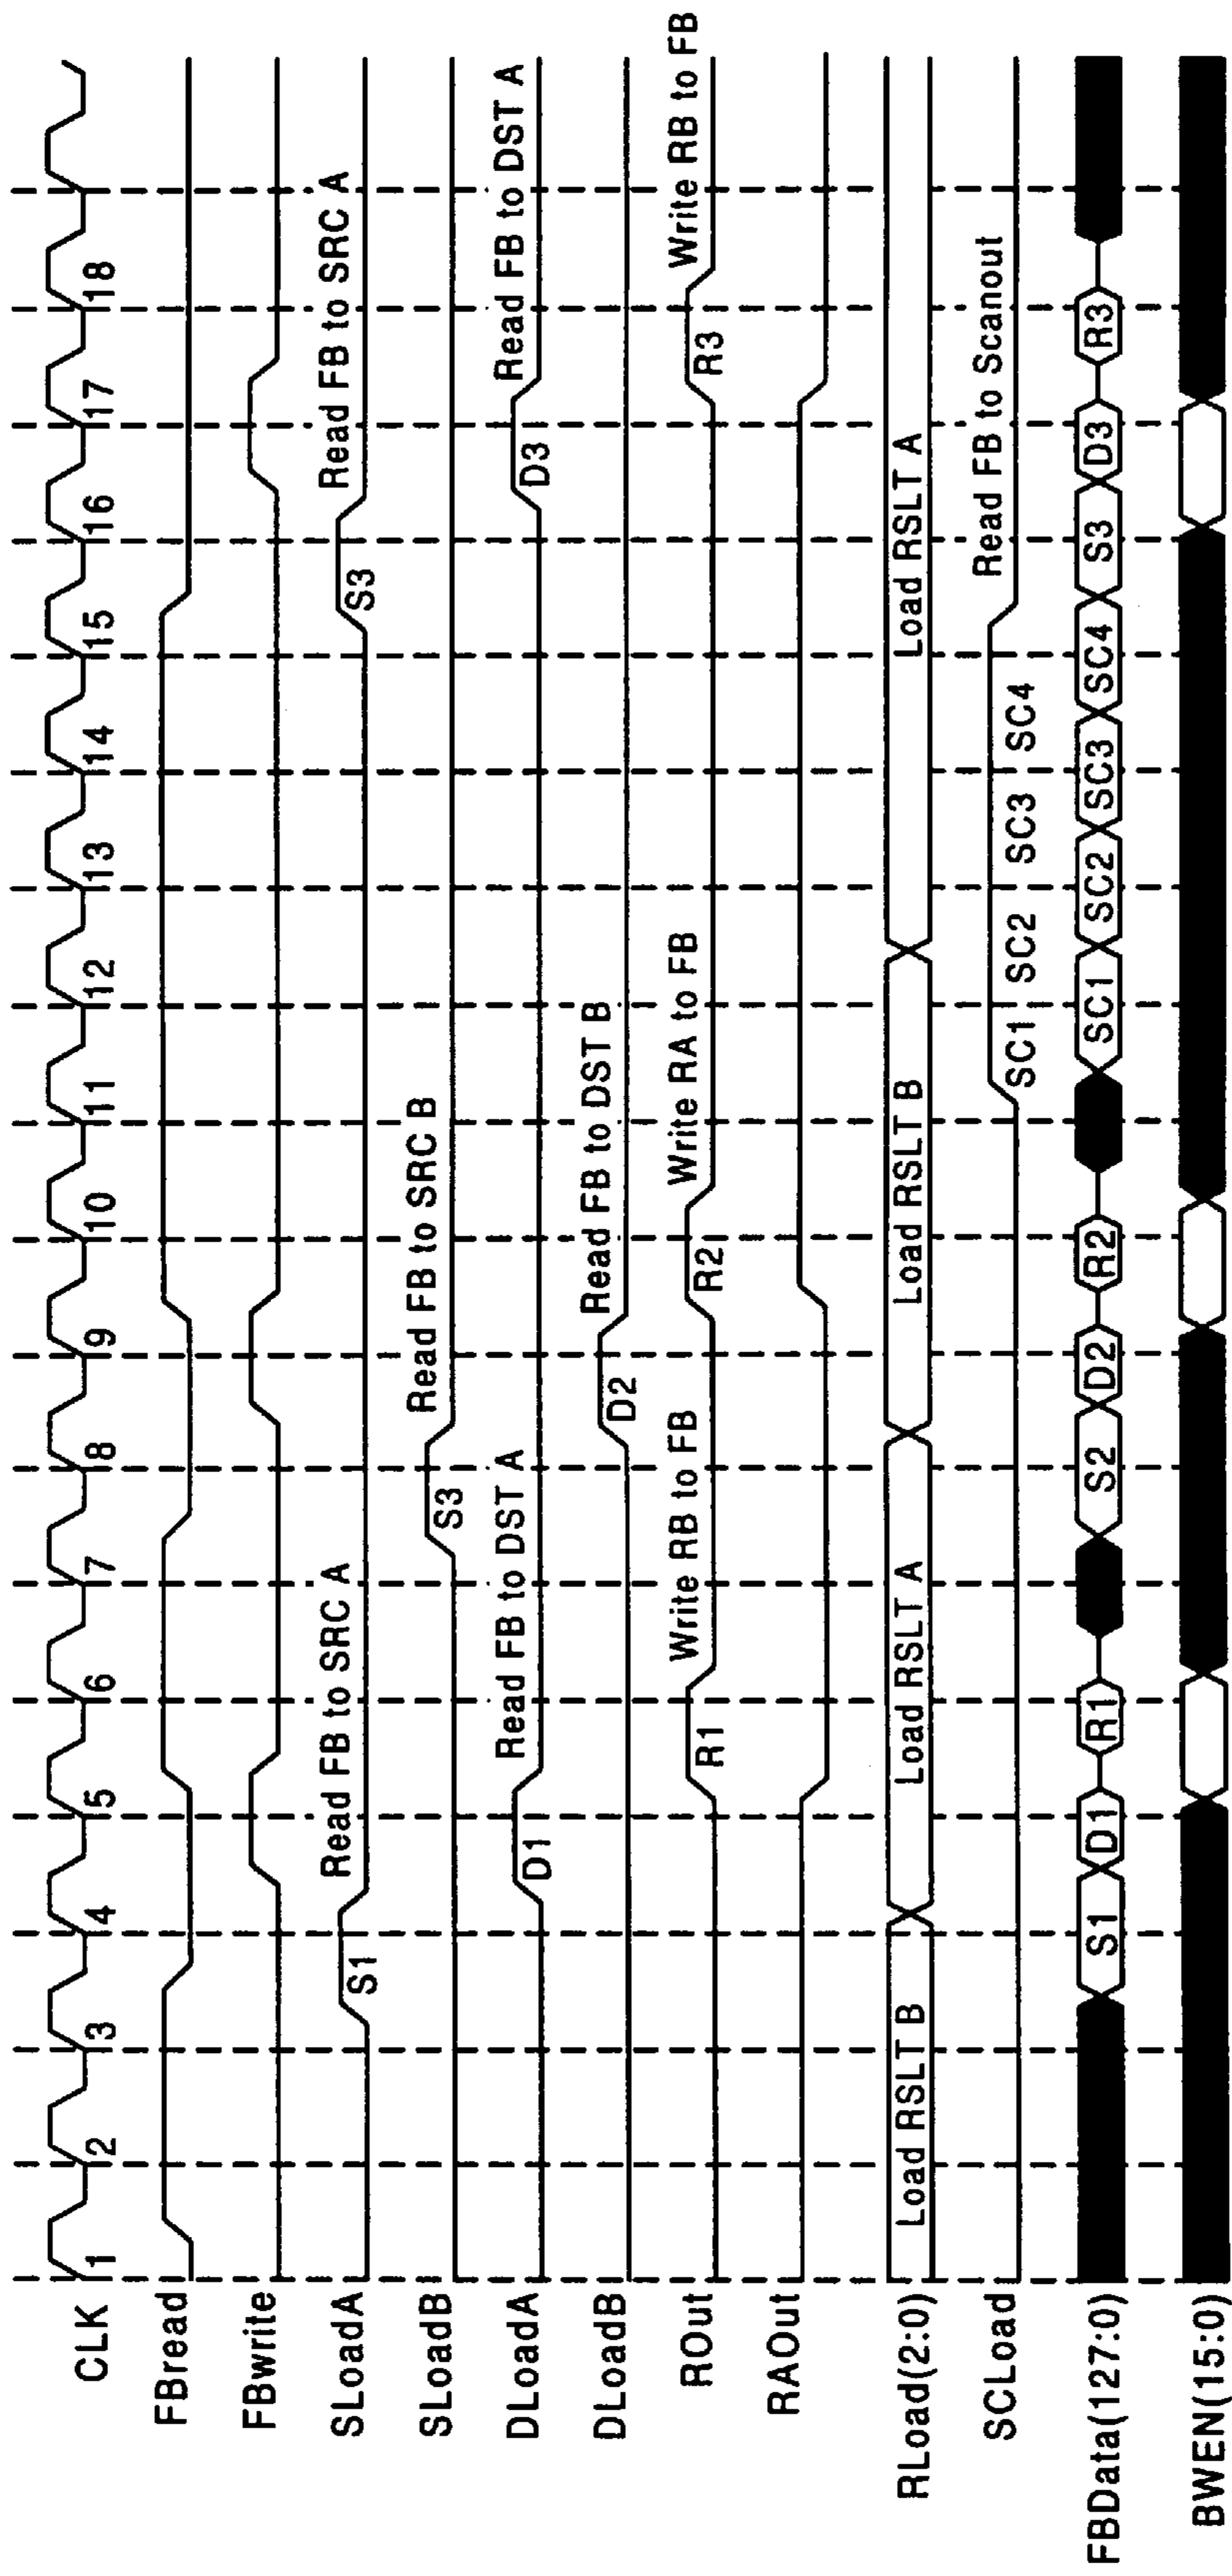 CLK
1 2 3 4 5 6 7 8 9 10 11 12 13 14 15 16 17 18
FBread
FBwrite
SLoadA
S1 Read FB to SRC A S3 Read FB to SRC A
SLoadB
S3 Read FB to SRC B
DLoadA
D1 Read FB to DST A D3 Read FB to DST A
DLoadB
D2 Read FB to DST B
ROut
R1 Write RB to FB R2 Write RA to FB R3 Write RB to FB
RAOut
RLoad(2:0)
Load RSLT B Load RSLT A Load RSLT B Load RSLT A
SCLoad
SC1 SC2 SC3 SC4 Read FB to Scanout
FBData(127:0)
S1 D1 R1 S2 D2 R2 SC1 SC2 SC3 SC4 S3 D3 R3
BWEN(15:0)